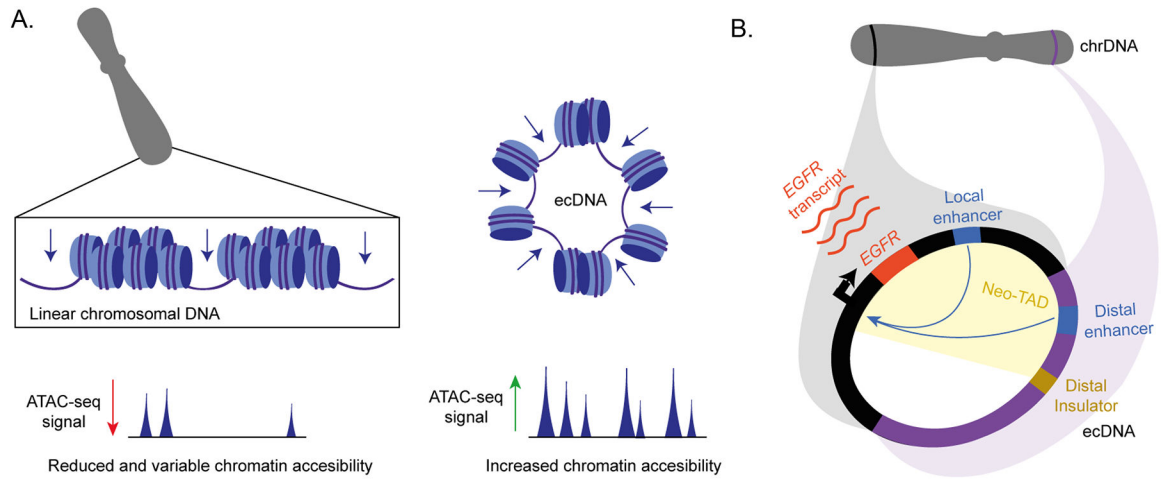 A.
Linear chromosomal DNA
ecDNA
ATAC-seq
signal
Reduced and variable chromatin accesibility
ATAC-seq
signal
Increased chromatin accesibility
B.
chrDNA
EGFR
transcript
EGFR
Local
enhancer
Neo-TAD
Distal
enhancer
Distal
Insulator
ecDNA